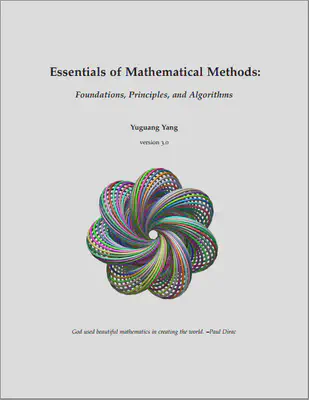 Essentials of Mathematical Methods:
Foundations, Principles, and Algorithms
Yuguang Yang
version 3.0
God used beautiful mathematics in creating the world. –Paul Dirac